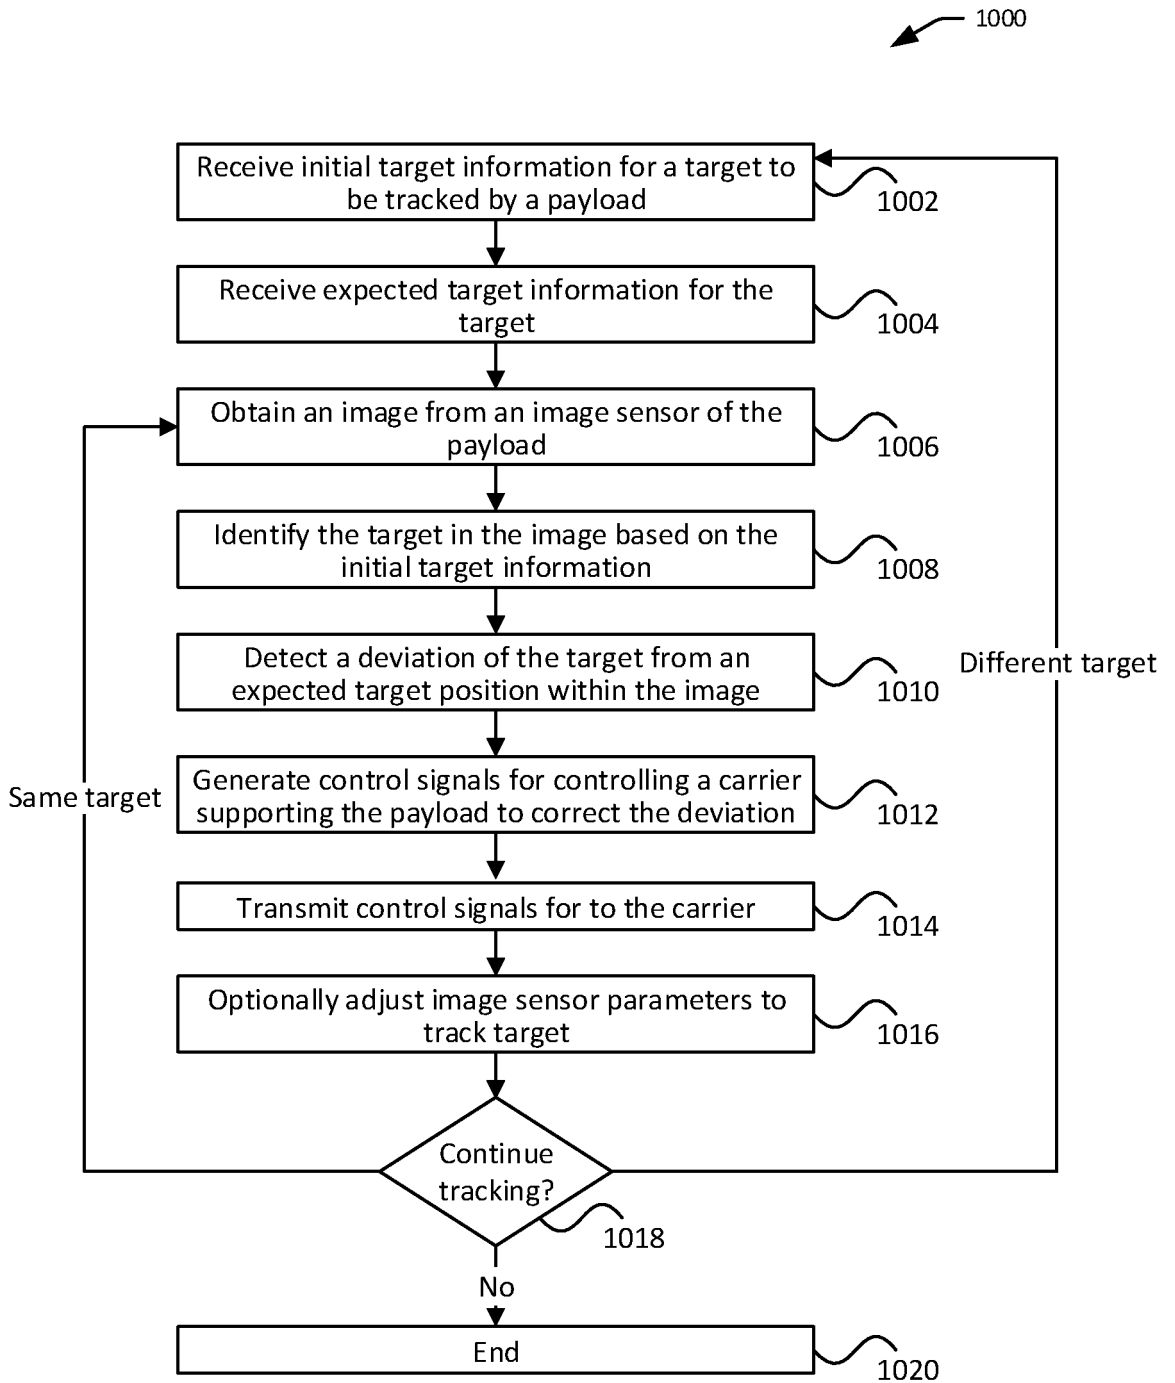 1000
Receive initial target information for a target to
be tracked by a payload
1002
Receive expected target information for the
target
1004
Obtain an image from an image sensor of the
payload
1006
Identify the target in the image based on the
initial target information
1008
Detect a deviation of the target from an
expected target position within the image
1010
Different target
Generate control signals for controlling a carrier
supporting the payload to correct the deviation
1012
Same target
Transmit control signals for to the carrier
1014
Optionally adjust image sensor parameters to
track target
1016
Continue
tracking?
1018
No
End
1020